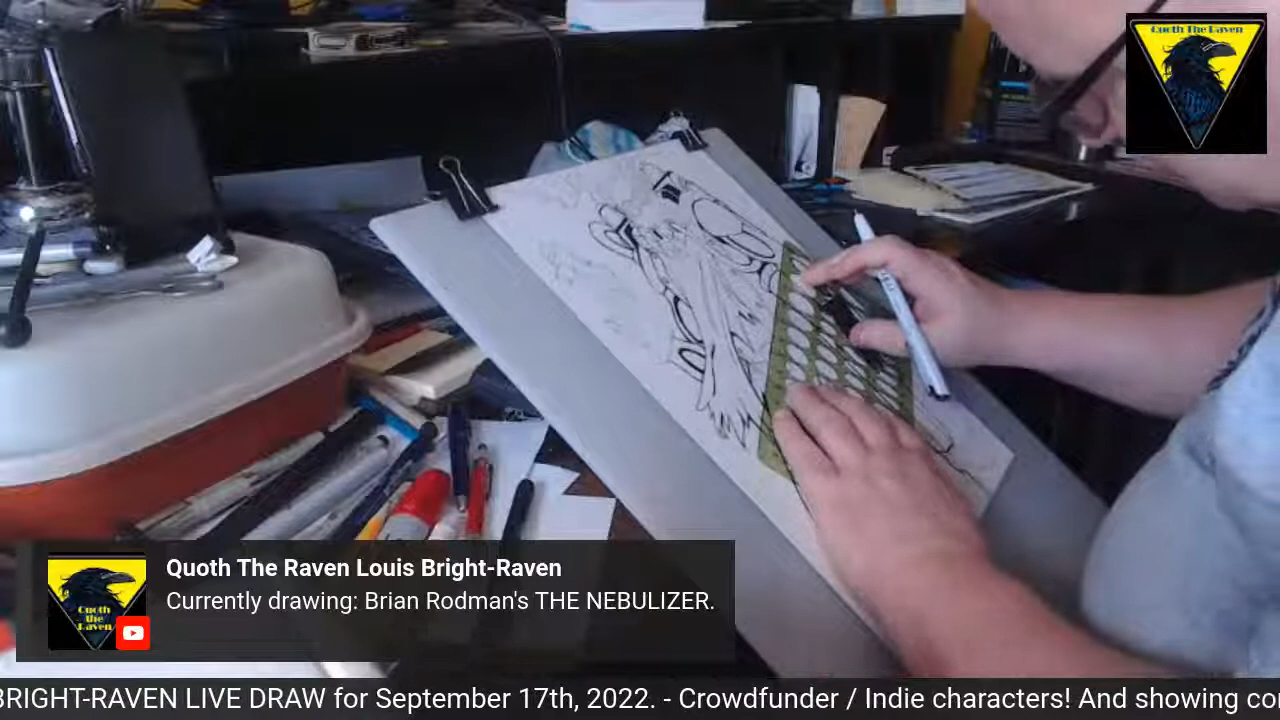 Quoth The Raven
Quoth The Raven Louis Bright-Raven
Currently drawing: Brian Rodman's THE NEBULIZER.
Quoth
The
Raven
BRIGHT-RAVEN LIVE DRAW for September 17th, 2022. - Crowdfunder / Indie characters! And showing co